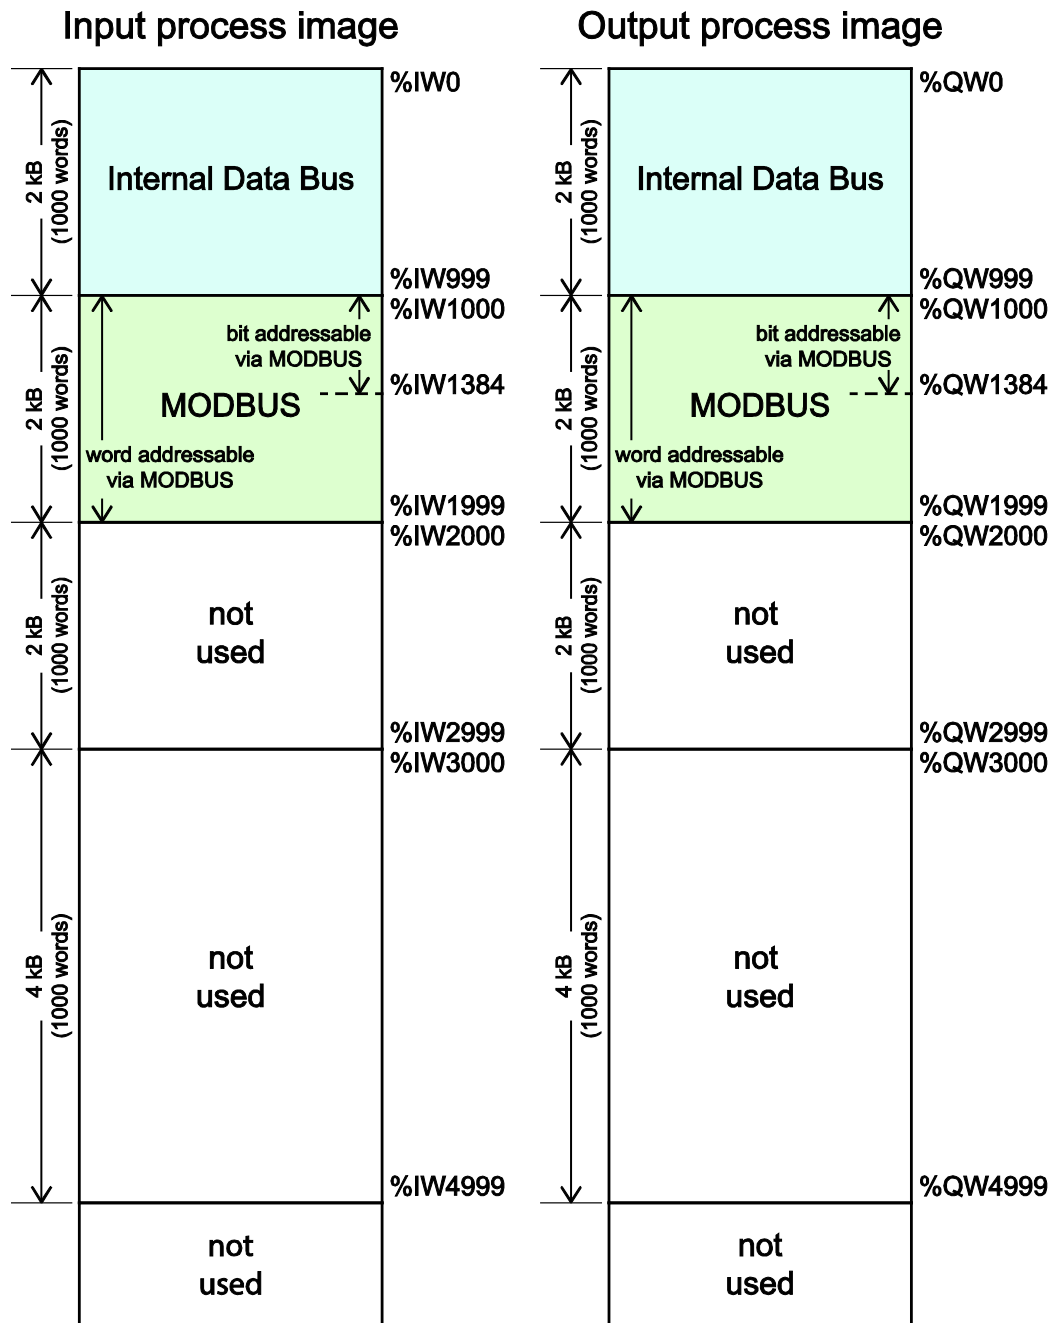 Input process image
%IW0
2 kB
(1000 words)
Internal Data Bus
%IW999
%IW1000
bit addressable
via MODBUS
%IW1384
2 kB
(1000 words)
MODBUS
word addressable
via MODBUS
%IW1999
%IW2000
2 kB
(1000 words)
not
used
%IW2999
%IW3000
4 kB
(1000 words)
not
used
%IW4999
not
used
Output process image
%QW0
2 kB
(1000 words)
Internal Data Bus
%QW999
%QW1000
bit addressable
via MODBUS
%QW1384
2 kB
(1000 words)
MODBUS
word addressable
via MODBUS
%QW1999
%QW2000
2 kB
(1000 words)
not
used
%QW2999
%QW3000
4 kB
(1000 words)
not
used
%QW4999
not
used